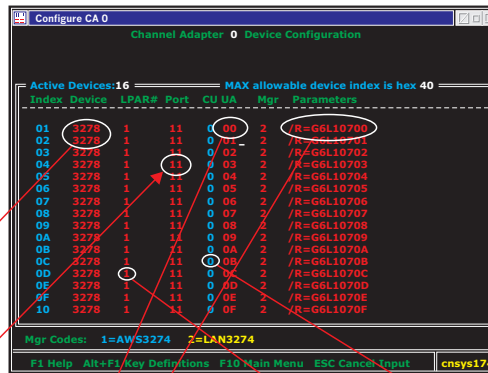 Configure CA 0
Channel Adapter 0 Device Configuration
Active Devices:16 MAX allowable device index is hex 40
Index Device LPAR# Port CU UA Mgr Parameters
01 3278 1 11 0 00 2 /R=G6L10700
02 3278 1 11 0 01_ 2 /R=G6L10701
03 3278 1 11 0 02 2 /R=G6L10702
04 3278 1 11 0 03 2 /R=G6L10703
05 3278 1 11 0 04 2 /R=G6L10704
06 3278 1 11 0 05 2 /R=G6L10705
07 3278 1 11 0 06 2 /R=G6L10706
08 3278 1 11 0 07 2 /R=G6L10707
09 3278 1 11 0 08 2 /R=G6L10708
0A 3278 1 11 0 09 2 /R=G6L10709
0B 3278 1 11 0 0A 2 /R=G6L1070A
0C 3278 1 11 0 0B 2 /R=G6L1070B
0D 3278 1 11 0 0C 2 /R=G6L1070C
0E 3278 1 11 0 0D 2 /R=G6L1070D
0F 3278 1 11 0 0E 2 /R=G6L1070E
10 3278 1 11 0 0F 2 /R=G6L1070F
Mgr Codes: 1=AWS3274 2=LAN3274
F1 Help Alt+F1 Key Definitions F10 Main Menu ESC Cancel Input cnsys174